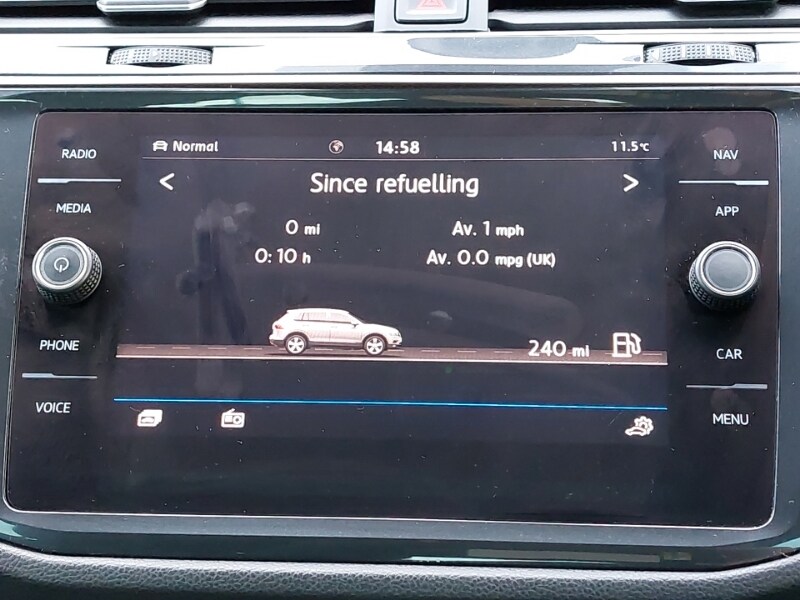 RADIO
MEDIA
PHONE
VOICE
Normal 14:58 11.5°C
< Since refuelling >
0 mi Av. 1 mph
0:10 h Av. 0.0 mpg (UK)
240 mi
NAV
APP
CAR
MENU